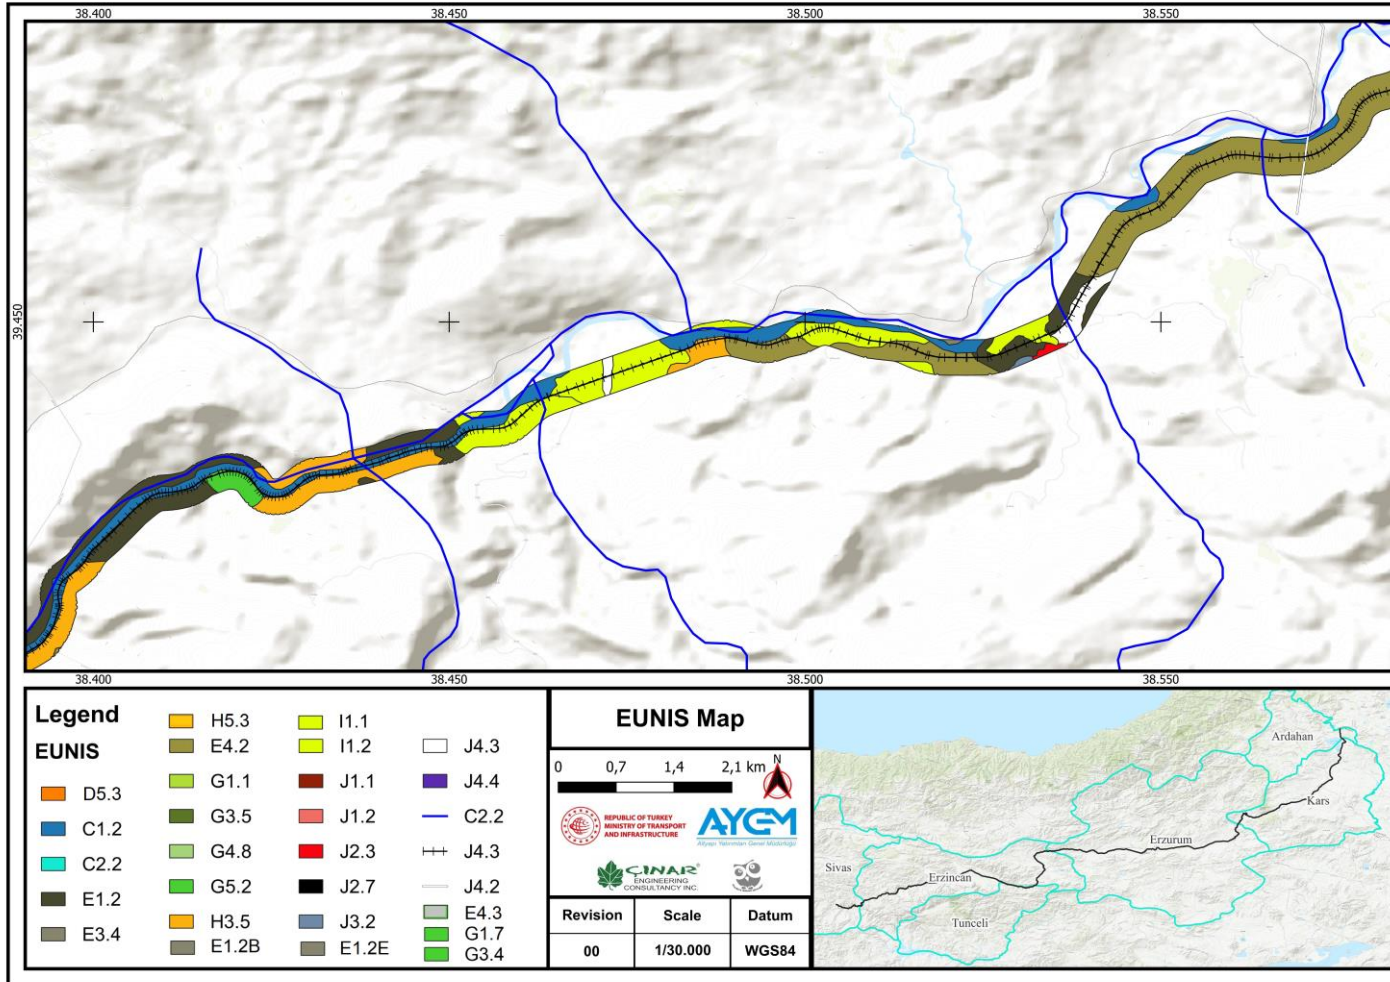 38.400 38.450 38.500 38.550
39.450 39.450
38.400 38.450 38.500 38.550
Legend
EUNIS
D5.3
C1.2
C2.2
E1.2
E3.4
H5.3
E4.2
G1.1
G3.5
G4.8
G5.2
H3.5
E1.2B
I1.1
I1.2
J1.1
J1.2
J2.3
J2.7
J3.2
E1.2E
J4.3
J4.4
C2.2
J4.3
J4.2
E4.3
G1.7
G3.4
EUNIS Map
0 0,7 1,4 2,1 km
N
REPUBLIC OF TURKEY
MINISTRY OF TRANSPORT
AND INFRASTRUCTURE
AYGM
Altyapı Yatırımları Genel Müdürlüğü
ÇINAR
ENGINEERING
CONSULTANCY INC.
Revision Scale Datum
00 1/30.000 WGS84
Ardahan
Kars
Erzurum
Sivas
Erzincan
Tunceli